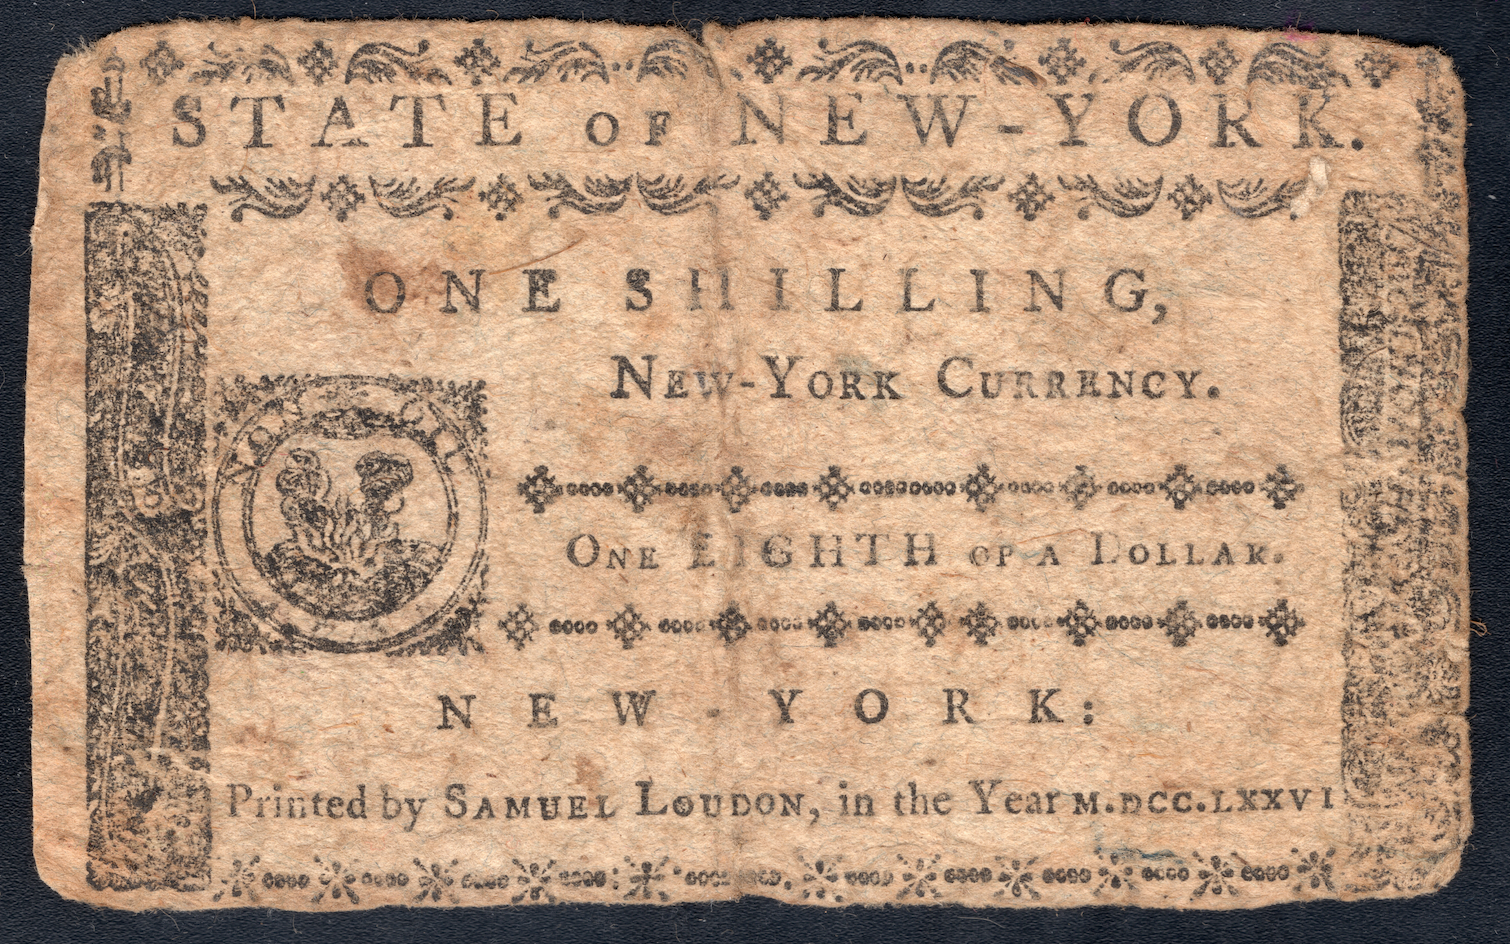 STATE OF NEW-YORK.
ONE SHILLING,
NEW-YORK CURRENCY.
ONE EIGHTH OF A DOLLAR.
NEW-YORK:
Printed by SAMUEL LOUDON, in the Year M.DCC.LXXVI